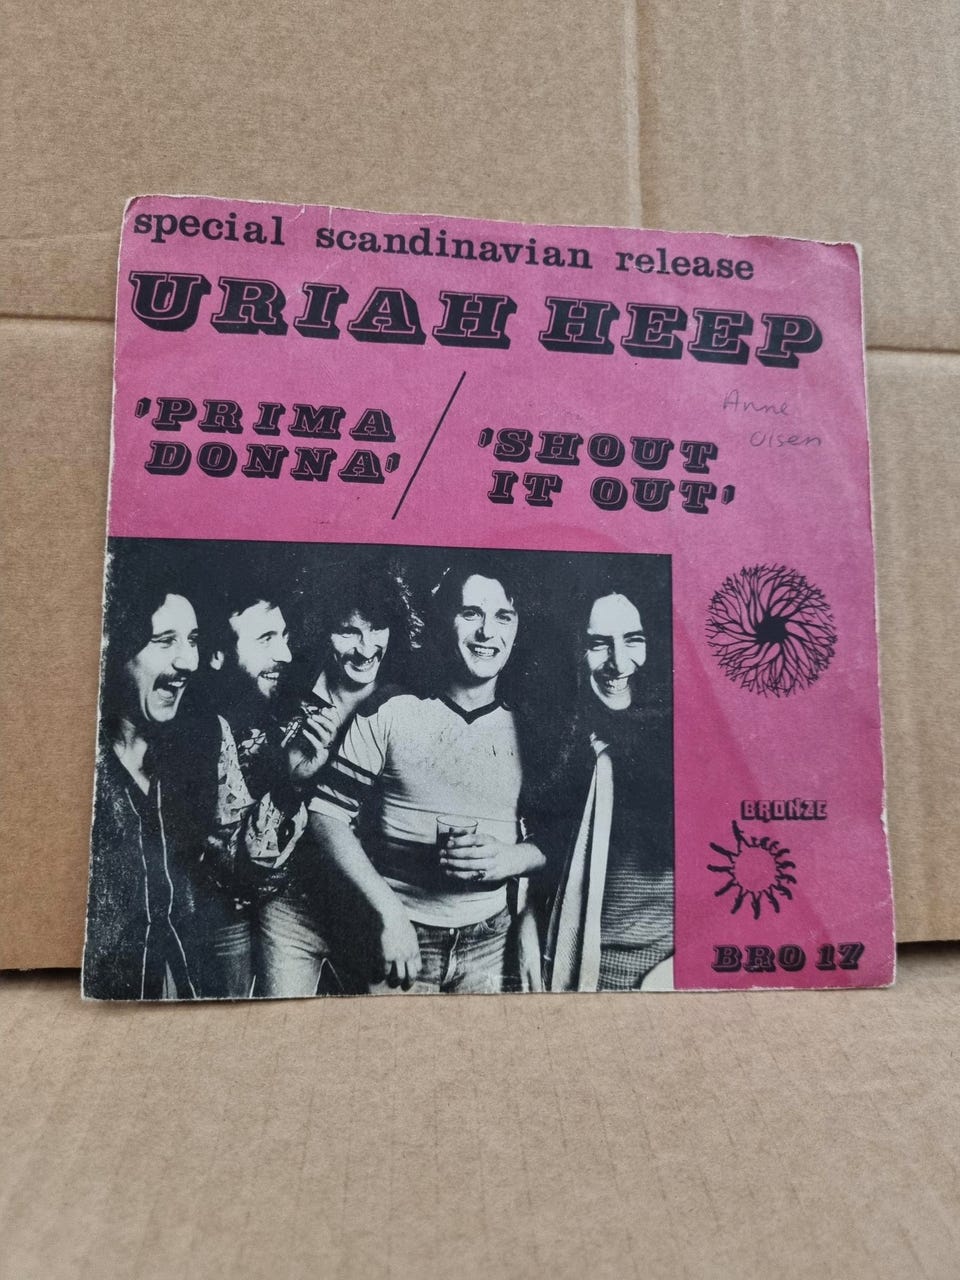 special scandinavian release
URIAH HEEP
'PRIMA
DONNA'
/
'SHOUT
IT OUT'
Anne
Olsen
BRONZE
BRO 17